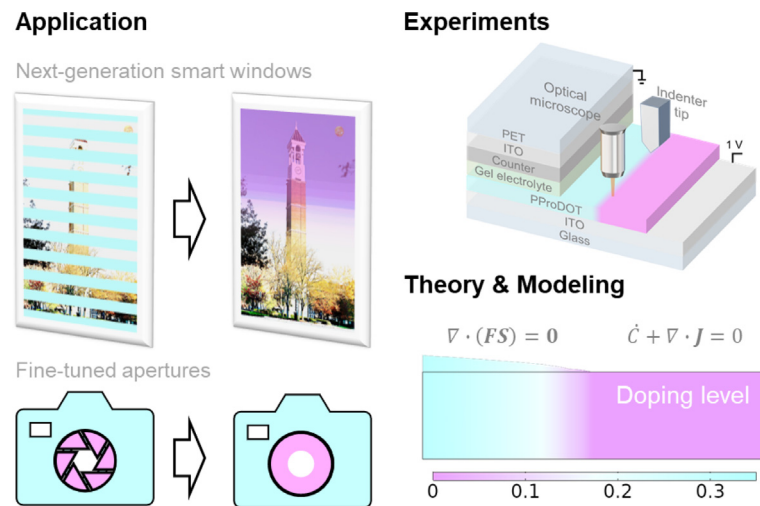 Application
Next-generation smart windows
Fine-tuned apertures
Experiments
Optical
microscope
Indenter
tip
1 V
PET
ITO
Counter
Gel electrolyte
PProDOT
ITO
Glass
Theory & Modeling
∇ · (FS) = 0
Ċ + ∇ · J = 0
Doping level
0 0.1 0.2 0.3